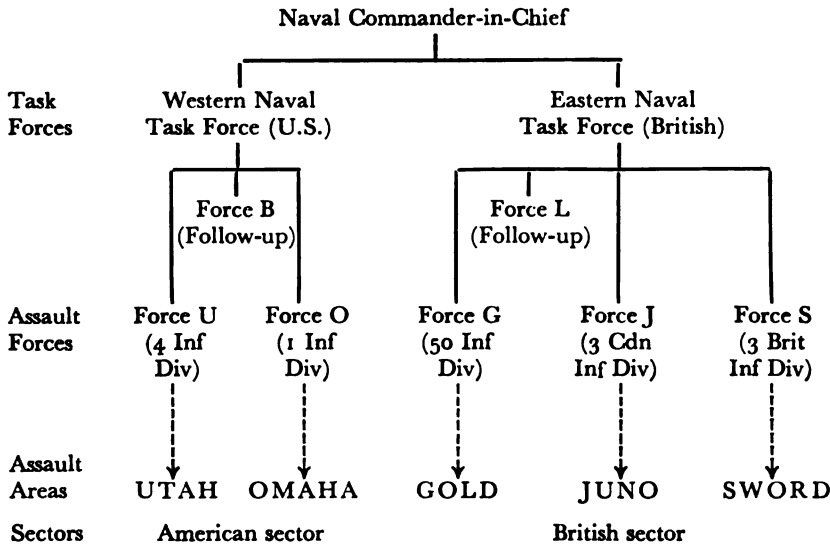 Naval Commander-in-Chief
Task Forces
Western Naval Task Force (U.S.)
Eastern Naval Task Force (British)
Force B
(Follow-up)
Force L
(Follow-up)
Assault Forces
Force U
(4 Inf
Div)
Force O
(1 Inf
Div)
Force G
(50 Inf
Div)
Force J
(3 Cdn
Inf Div)
Force S
(3 Brit
Inf Div)
Assault
Areas
UTAH
OMAHA
GOLD
JUNO
SWORD
Sectors
American sector
British sector